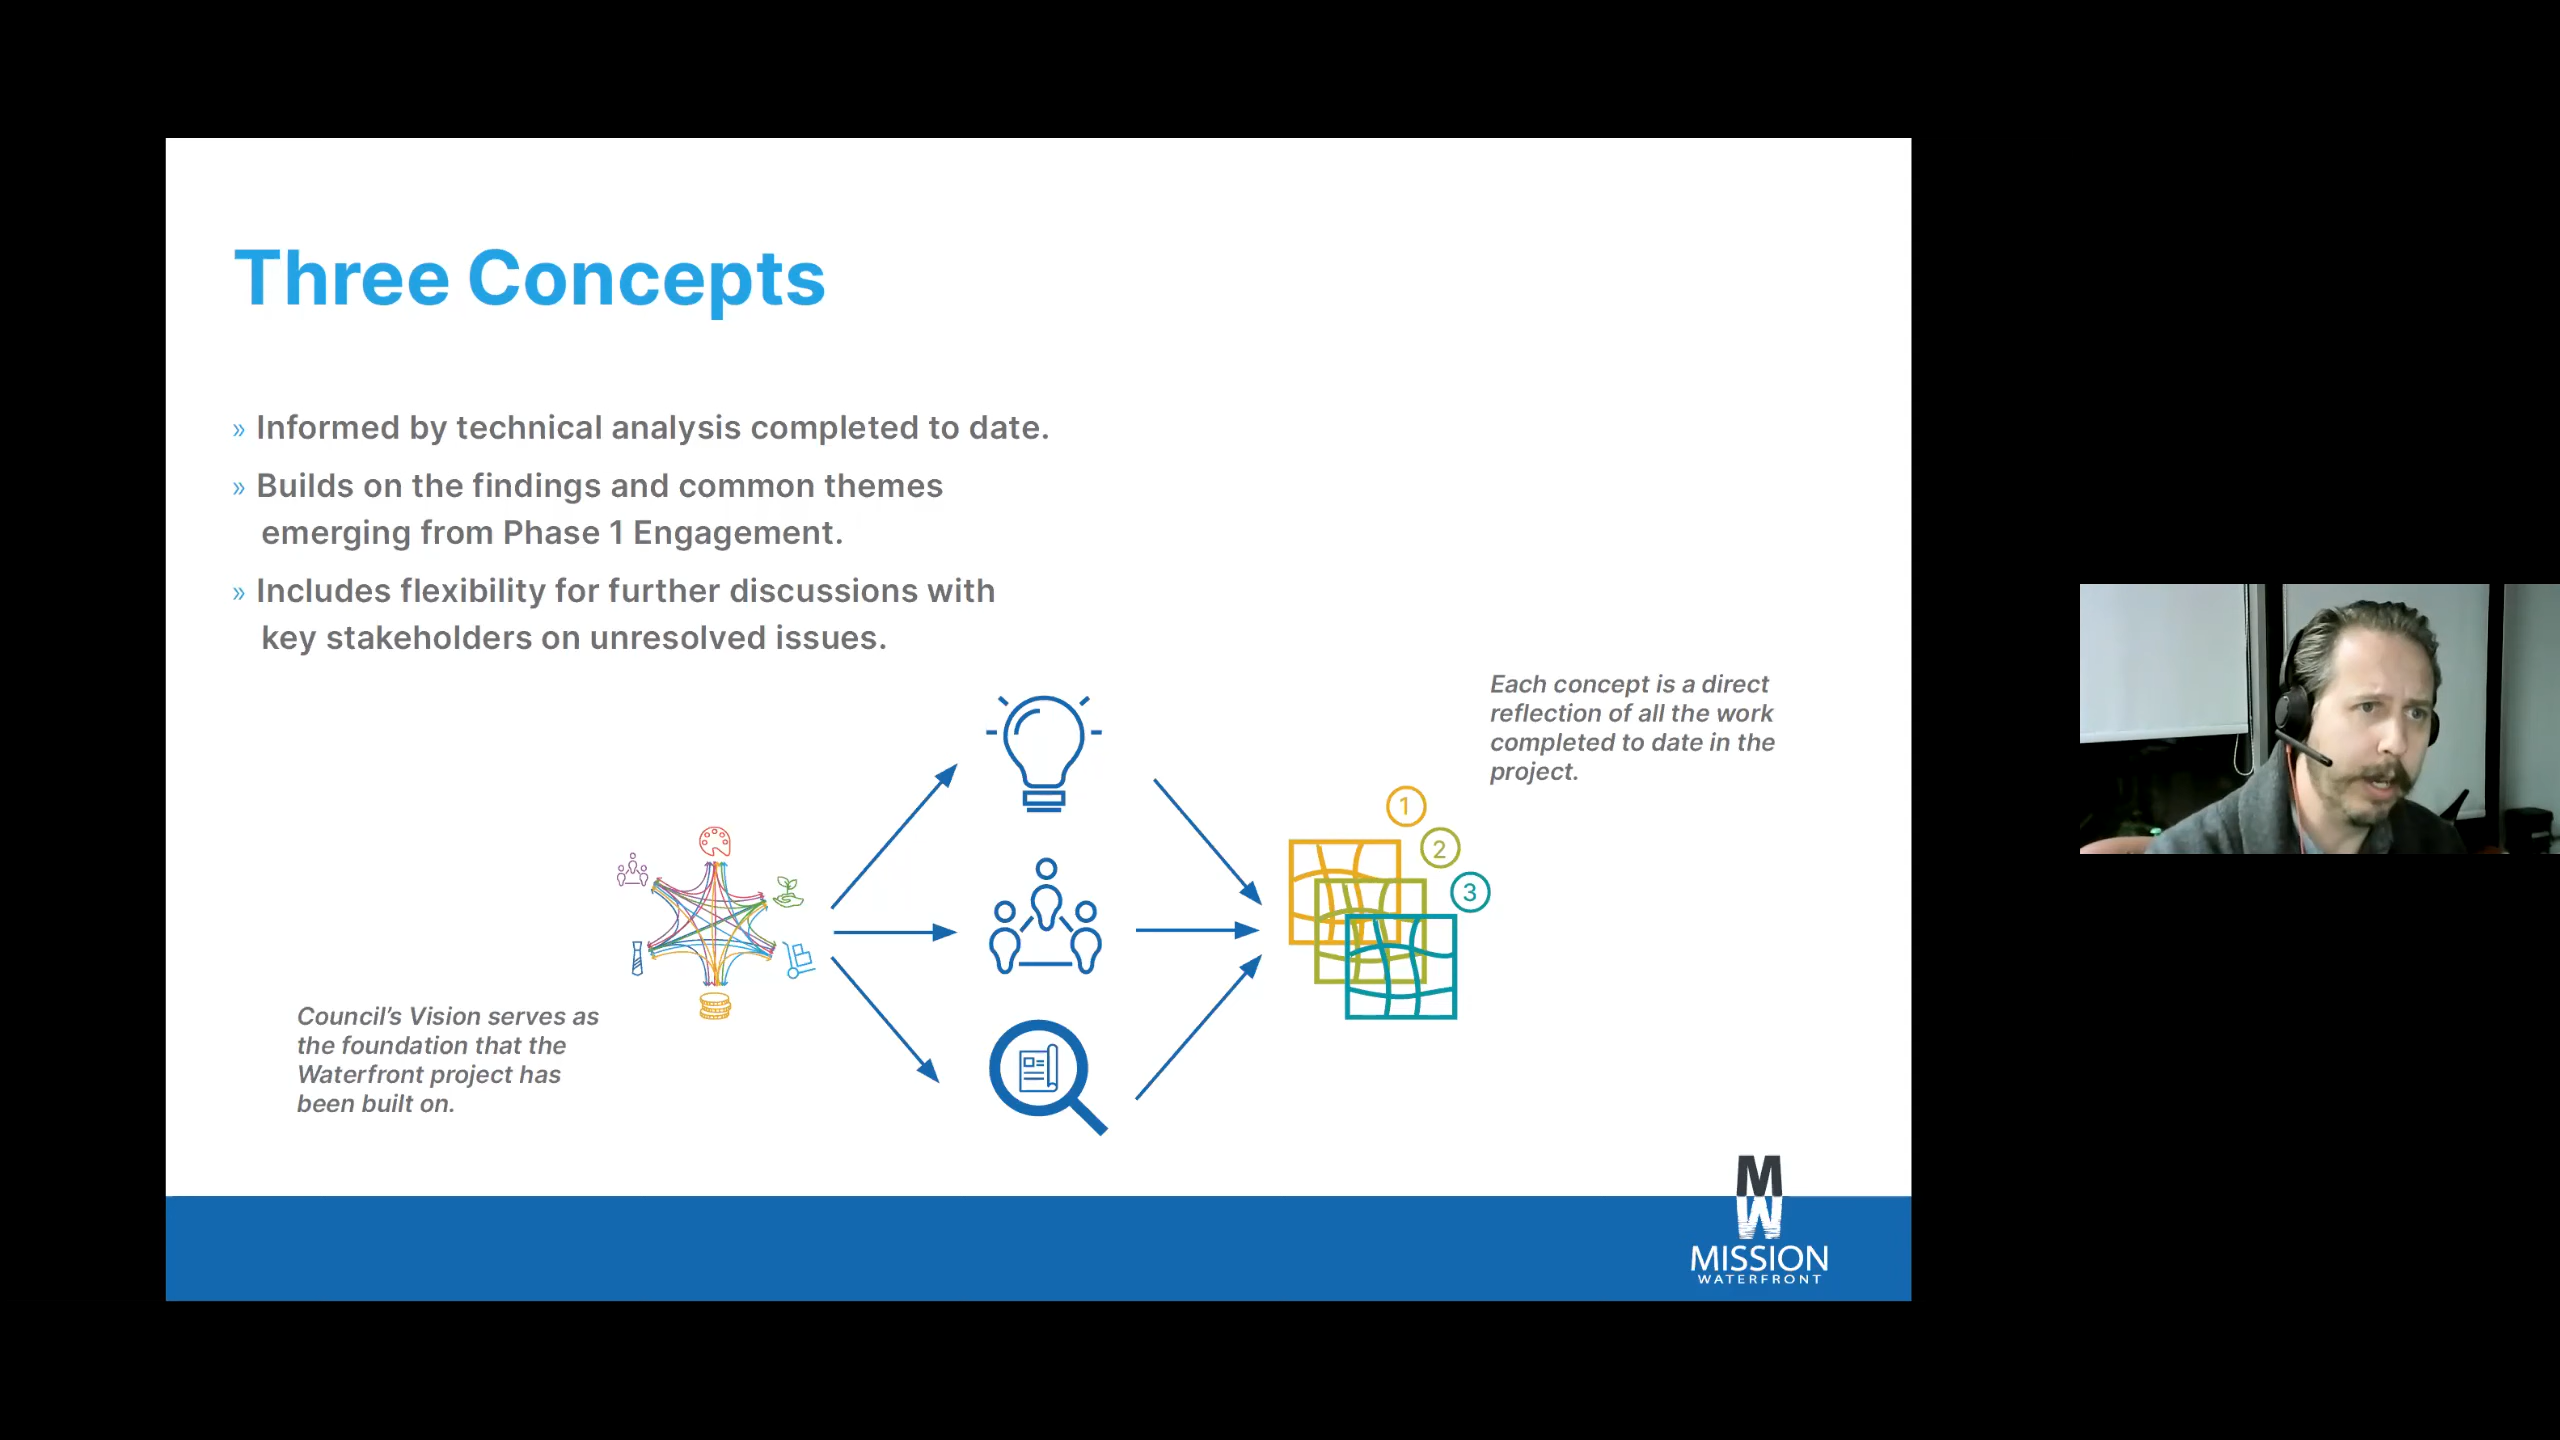 Three Concepts
» Informed by technical analysis completed to date.
» Builds on the findings and common themes
emerging from Phase 1 Engagement.
» Includes flexibility for further discussions with
key stakeholders on unresolved issues.
Each concept is a direct
reflection of all the work
completed to date in the
project.
1
2
3
Council's Vision serves as
the foundation that the
Waterfront project has
been built on.
MW
MISSION
WATERFRONT